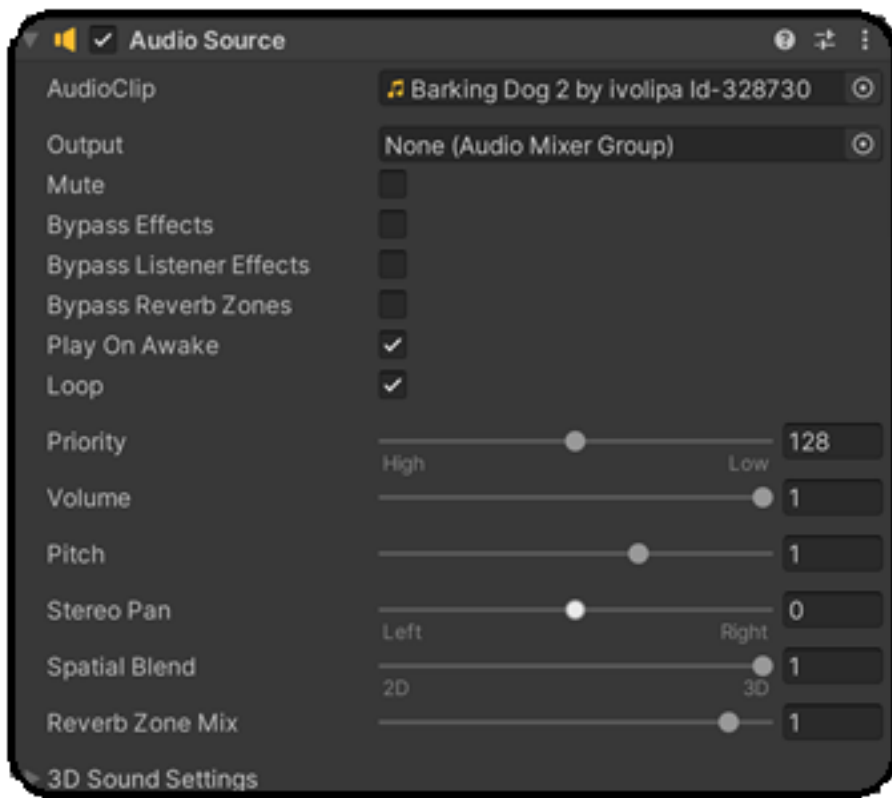 Audio Source
AudioClip Barking Dog 2 by ivolipa Id-328730
Output None (Audio Mixer Group)
Mute
Bypass Effects
Bypass Listener Effects
Bypass Reverb Zones
Play On Awake
Loop
Priority 128
High Low
Volume 1
Pitch 1
Stereo Pan 0
Left Right
Spatial Blend 1
2D 3D
Reverb Zone Mix 1
3D Sound Settings